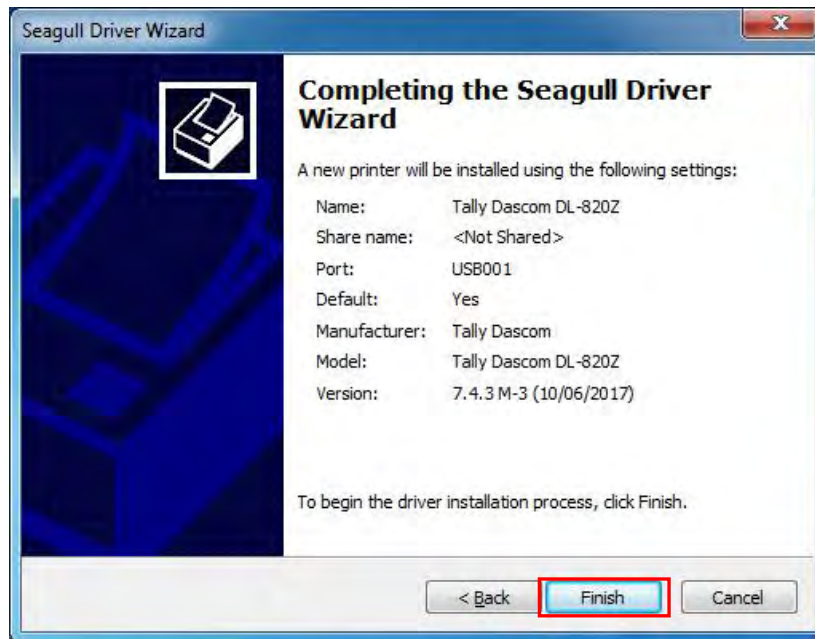 Seagull Driver Wizard
Completing the Seagull Driver
Wizard
A new printer will be installed using the following settings:
Name: Tally Dascom DL-820Z
Share name: <Not Shared>
Port: USB001
Default: Yes
Manufacturer: Tally Dascom
Model: Tally Dascom DL-820Z
Version: 7.4.3 M-3 (10/06/2017)
To begin the driver installation process, click Finish.
< Back Finish Cancel